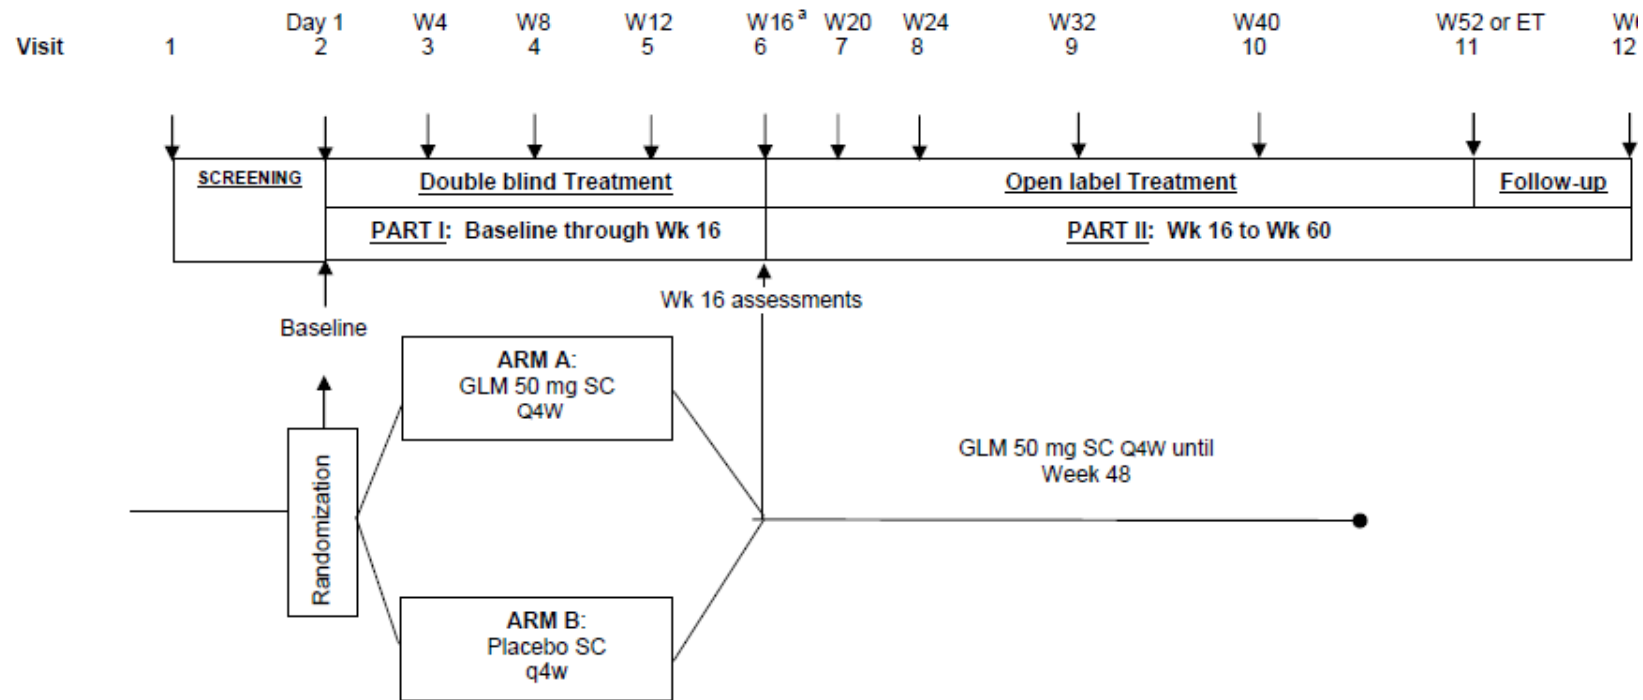 Day 1 W4 W8 W12 W16 a W20 W24 W32 W40 W52 or ET
Visit 1 2 3 4 5 6 7 8 9 10 11 12
SCREENING Double blind Treatment Open label Treatment Follow-up
PART I: Baseline through Wk 16 PART II: Wk 16 to Wk 60
Wk 16 assessments
Baseline
ARM A:
GLM 50 mg SC
Q4W
GLM 50 mg SC Q4W until
Week 48
Randomization
ARM B:
Placebo SC
q4w